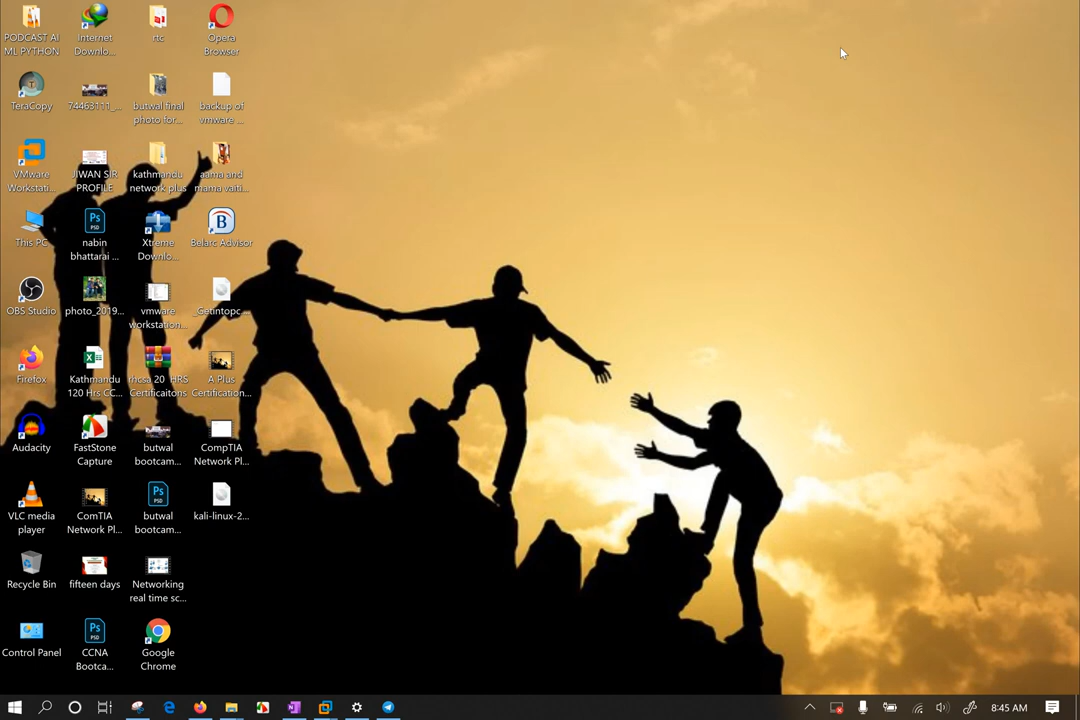 PODCAST AI
ML PYTHON
Internet
Downlo...
rtc
Opera
Browser
TeraCopy
74463111_...
butwal final
photo for...
backup of
vmware ...
VMware
Workstati...
JIWAN SIR
PROFILE
kathmandu
network plus
aama and
mama vaiti...
This PC
nabin
bhattarai ...
Xtreme
Downlo...
Belarc Advisor
OBS Studio
photo_2019...
vmware
workstation...
_Getintopc....
Firefox
Kathmandu
120 Hrs CC...
rhcsa 20 HRS
Certificaitons
A Plus
Certification...
Audacity
FastStone
Capture
butwal
bootcam...
CompTIA
Network Pl...
VLC media
player
ComTIA
Network Pl...
butwal
bootcam...
kali-linux-2...
Recycle Bin
fifteen days
Networking
real time sc...
Control Panel
CCNA
Bootca...
Google
Chrome
8:45 AM